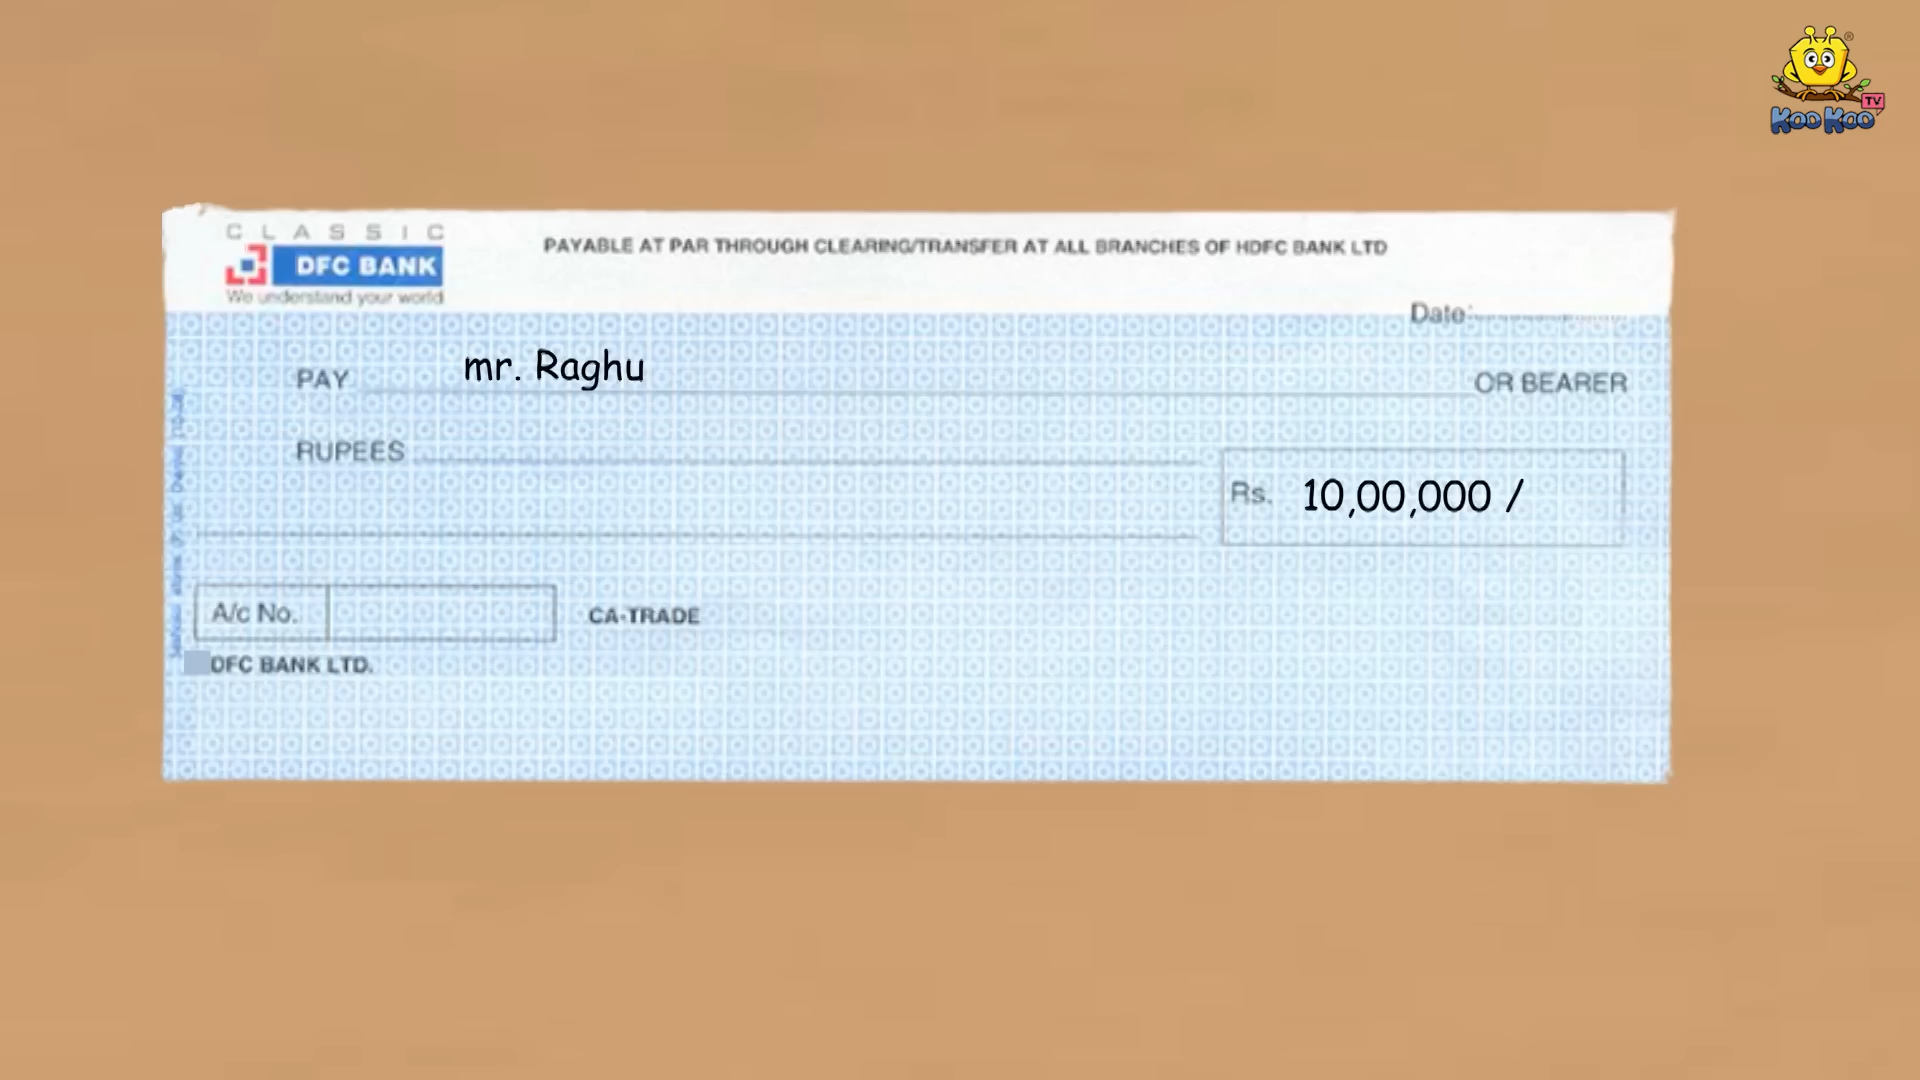 TV
Koo Koo
CLASSIC
DFC BANK
We understand your world
PAYABLE AT PAR THROUGH CLEARING/TRANSFER AT ALL BRANCHES OF HDFC BANK LTD
Date:
PAY mr. Raghu OR BEARER
RUPEES
Rs. 10,00,000 /
A/c No.
CA-TRADE
DFC BANK LTD.